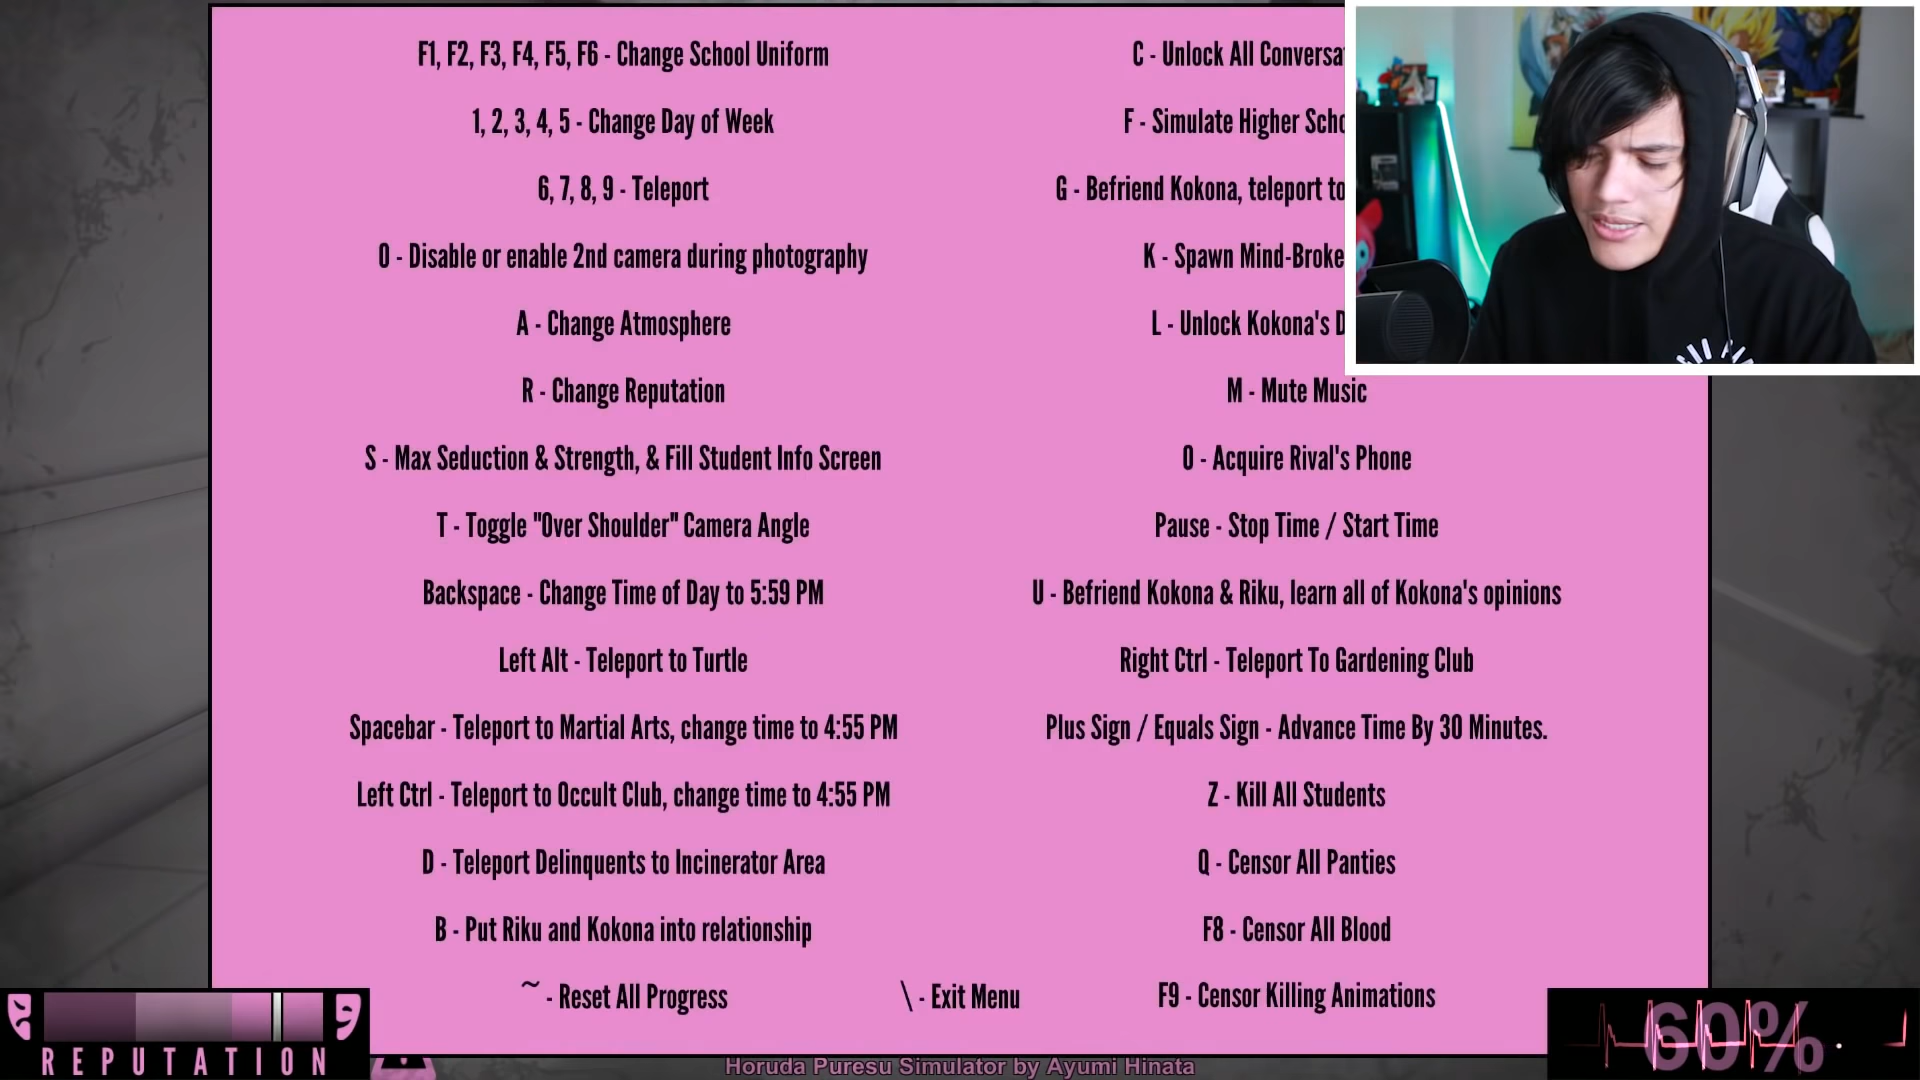 F1, F2, F3, F4, F5, F6 - Change School Uniform
1, 2, 3, 4, 5 - Change Day of Week
6, 7, 8, 9 - Teleport
0 - Disable or enable 2nd camera during photography
A - Change Atmosphere
R - Change Reputation
S - Max Seduction & Strength, & Fill Student Info Screen
T - Toggle "Over Shoulder" Camera Angle
Backspace - Change Time of Day to 5:59 PM
Left Alt - Teleport to Turtle
Spacebar - Teleport to Martial Arts, change time to 4:55 PM
Left Ctrl - Teleport to Occult Club, change time to 4:55 PM
D - Teleport Delinquents to Incinerator Area
B - Put Riku and Kokona into relationship
~ - Reset All Progress
\ - Exit Menu
C - Unlock All
F - Simulate Higher
G - Befriend Kokona, teleport to
K - Spawn
L - Unlock Kokona's
M - Mute Music
O - Acquire Rival's Phone
Pause - Stop Time / Start Time
U - Befriend Kokona & Riku, learn all of Kokona's opinions
Right Ctrl - Teleport To Gardening Club
Plus Sign / Equals Sign - Advance Time By 30 Minutes.
Z - Kill All Students
Q - Censor All Panties
F8 - Censor All Blood
F9 - Censor Killing Animations
REPUTATION
Horuda Puresu Simulator by Ayumi Hinata
60%